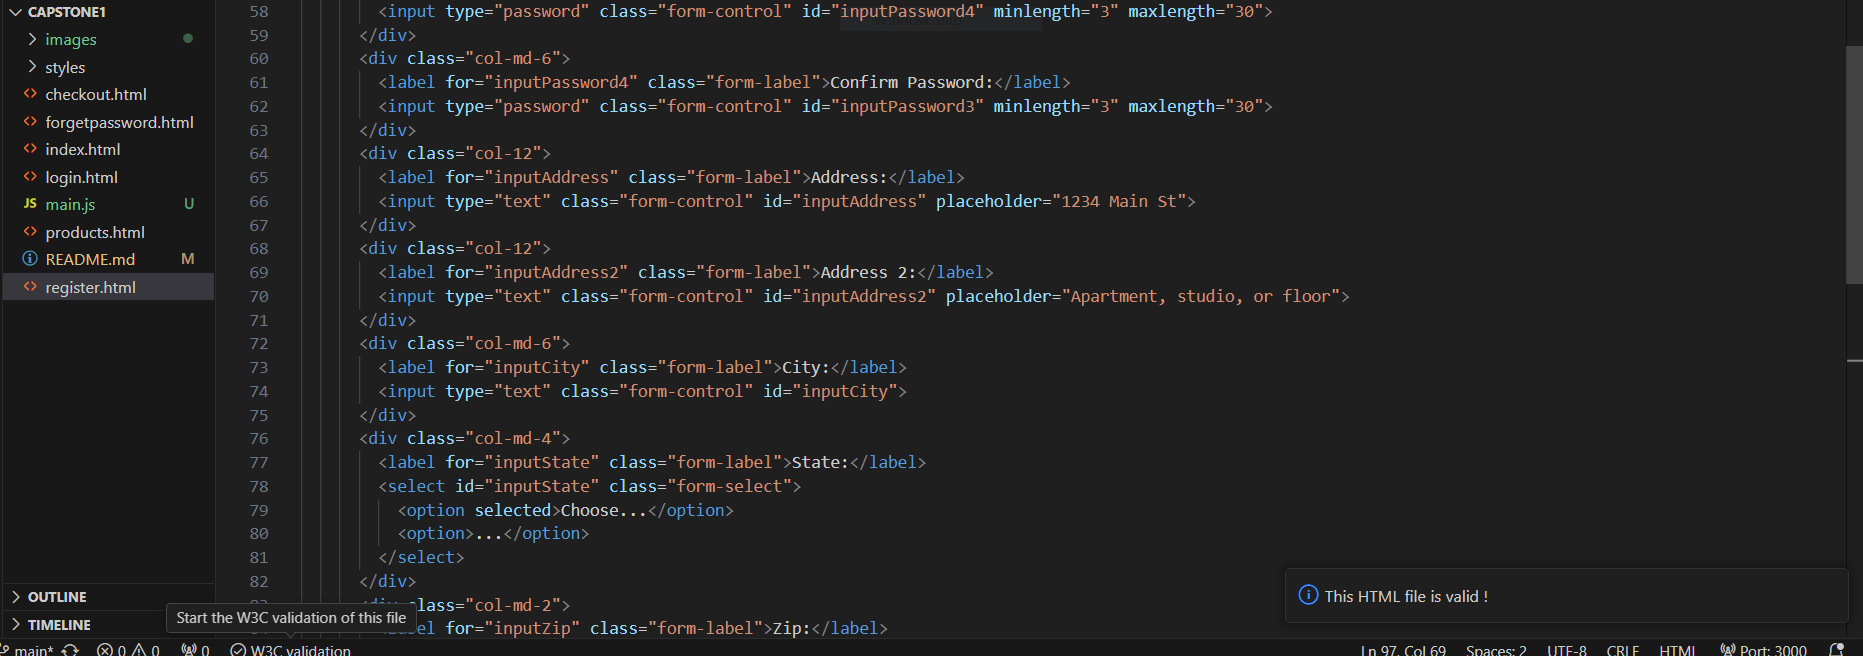 CAPSTONE1
images
styles
checkout.html
forgetpassword.html
index.html
login.html
JS main.js U
products.html
README.md M
register.html
OUTLINE
TIMELINE
58 <input type="password" class="form-control" id="inputPassword4" minlength="3" maxlength="30">
59 </div>
60 <div class="col-md-6">
61 <label for="inputPassword4" class="form-label">Confirm Password:</label>
62 <input type="password" class="form-control" id="inputPassword3" minlength="3" maxlength="30">
63 </div>
64 <div class="col-12">
65 <label for="inputAddress" class="form-label">Address:</label>
66 <input type="text" class="form-control" id="inputAddress" placeholder="1234 Main St">
67 </div>
68 <div class="col-12">
69 <label for="inputAddress2" class="form-label">Address 2:</label>
70 <input type="text" class="form-control" id="inputAddress2" placeholder="Apartment, studio, or floor">
71 </div>
72 <div class="col-md-6">
73 <label for="inputCity" class="form-label">City:</label>
74 <input type="text" class="form-control" id="inputCity">
75 </div>
76 <div class="col-md-4">
77 <label for="inputState" class="form-label">State:</label>
78 <select id="inputState" class="form-select">
79 <option selected>Choose...</option>
80 <option>...</option>
81 </select>
82 </div>
class="col-md-2">
for="inputZip" class="form-label">Zip:</label>
Start the W3C validation of this file
This HTML file is valid !
main* 0 0 0 W3C validation Ln 97, Col 69 Spaces: 2 UTF-8 CRLF HTML Port: 3000